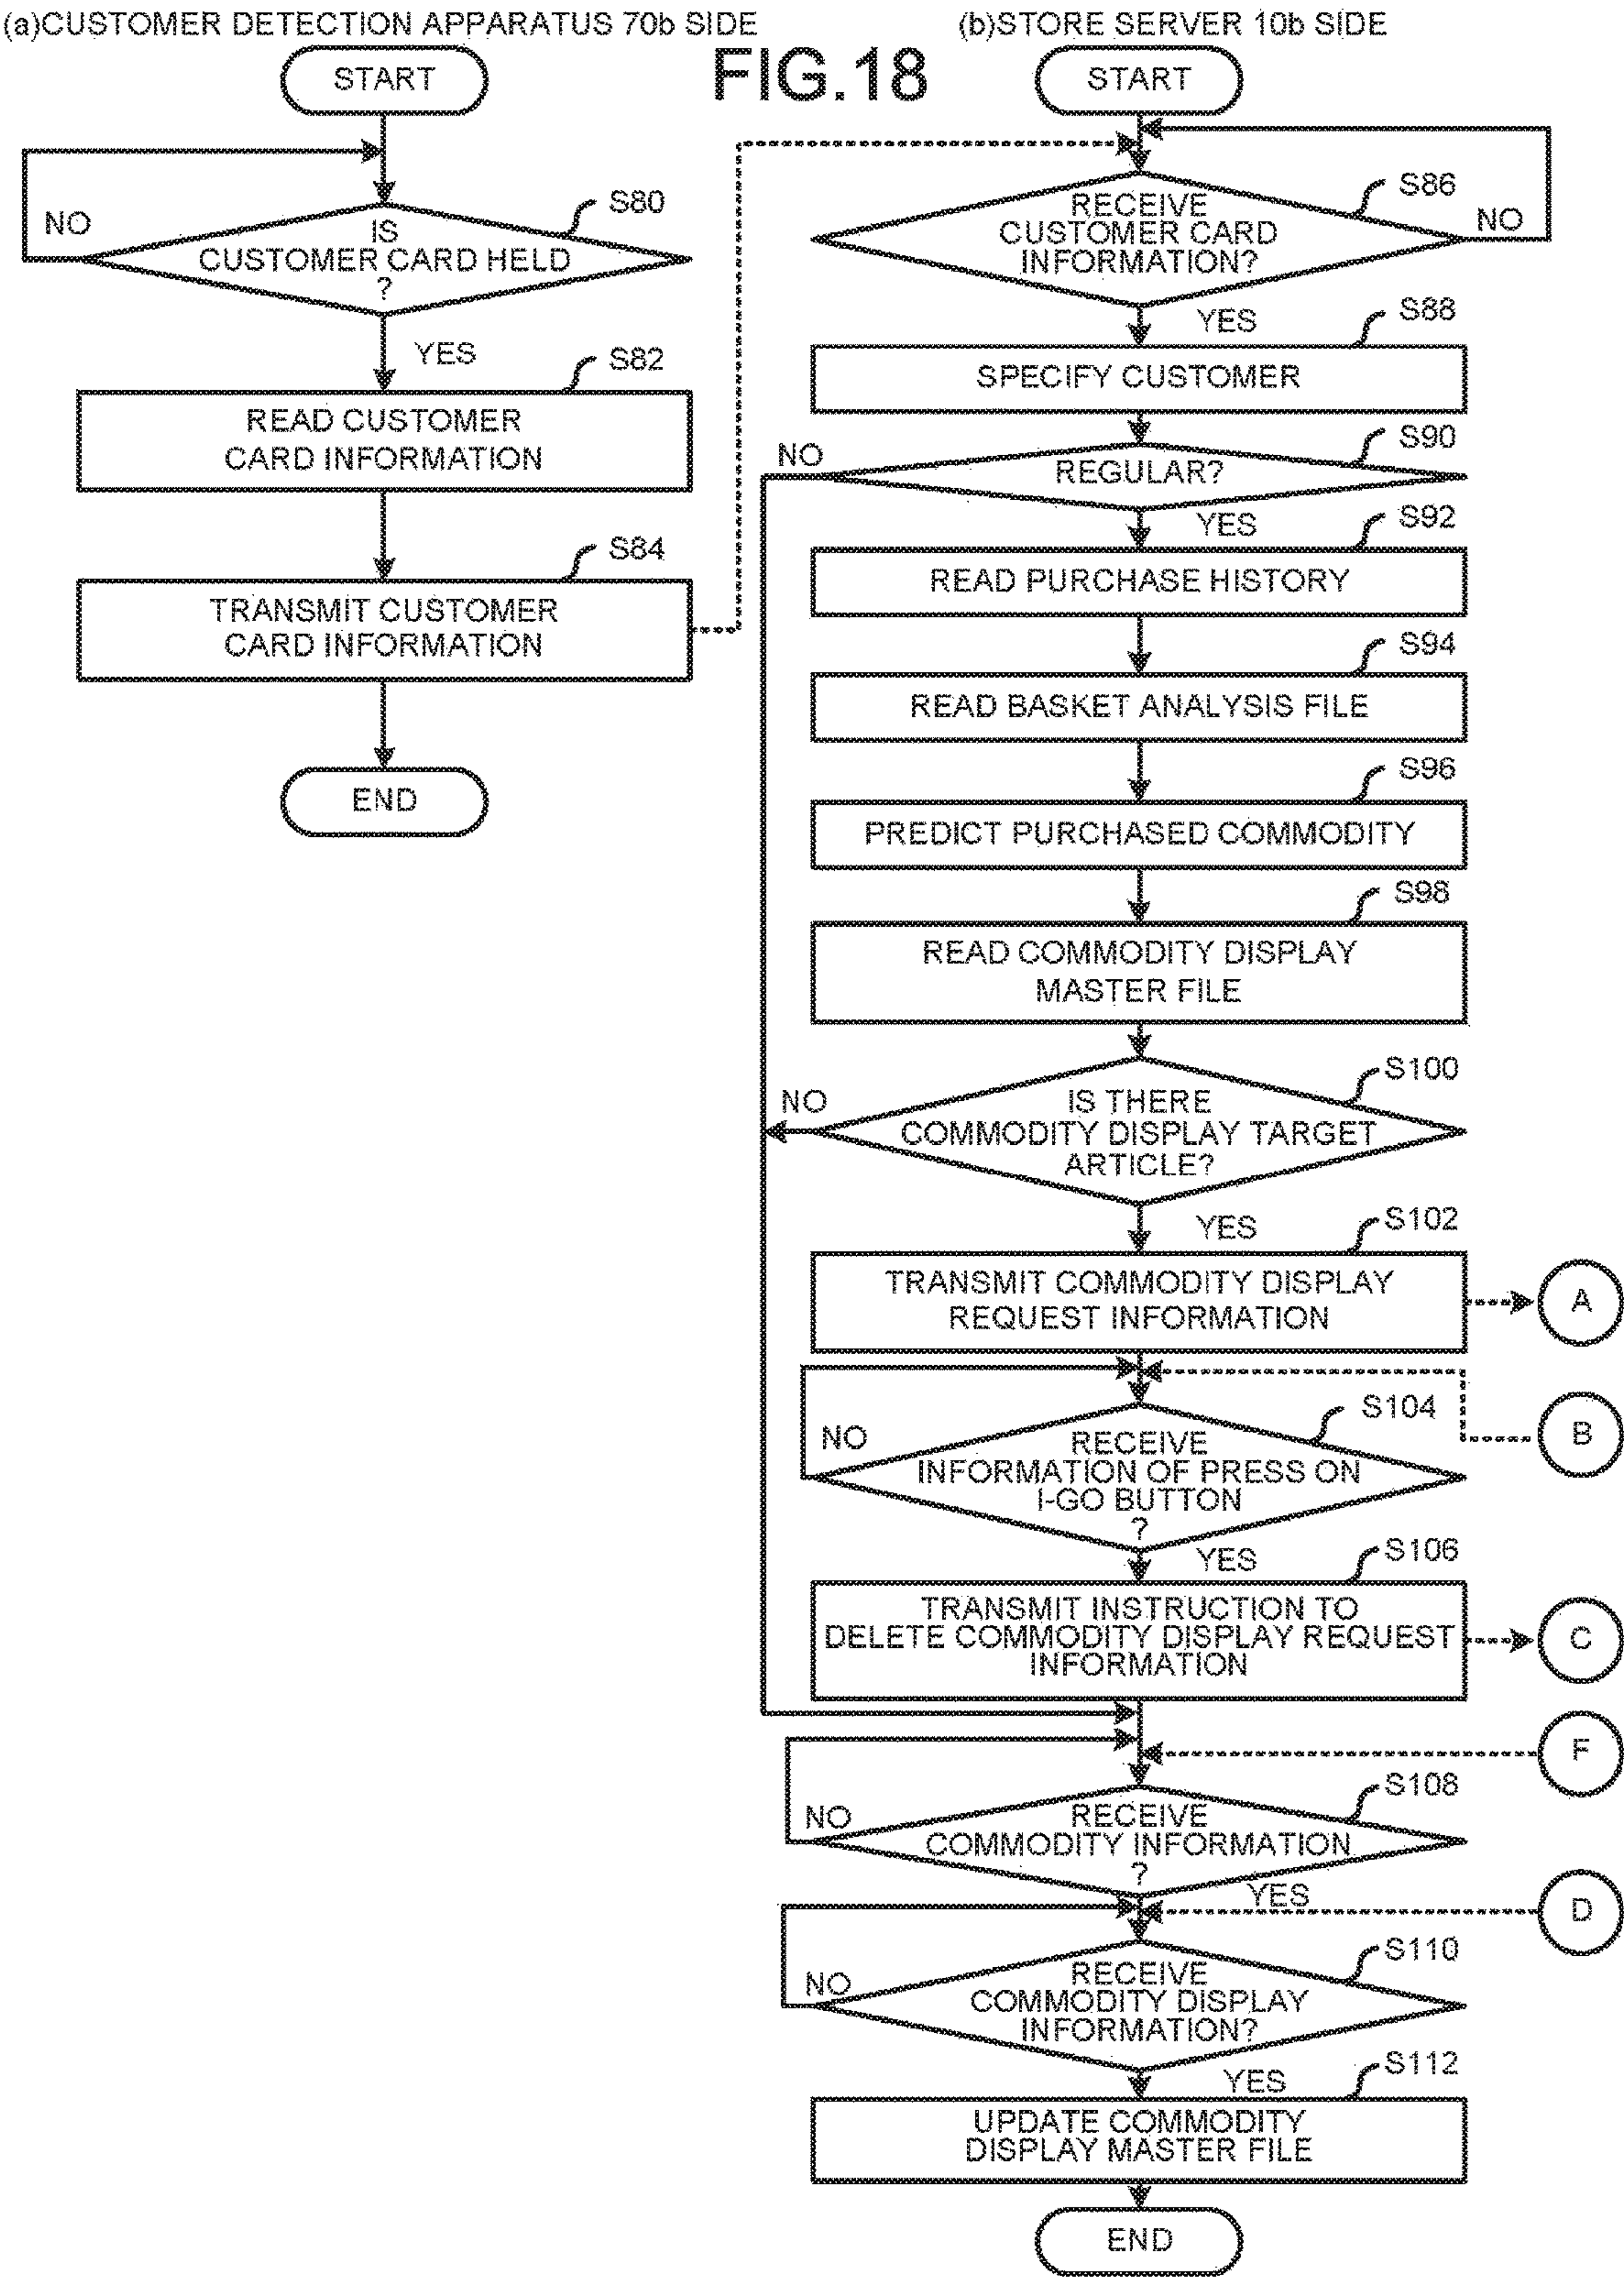 (a)CUSTOMER DETECTION APPARATUS 70b SIDE
(b)STORE SERVER 10b SIDE
FIG.18
START
NO
S80
IS
CUSTOMER CARD HELD
?
YES
S82
READ CUSTOMER
CARD INFORMATION
S84
TRANSMIT CUSTOMER
CARD INFORMATION
END
START
S86
RECEIVE
CUSTOMER CARD
INFORMATION?
NO
YES
S88
SPECIFY CUSTOMER
S90
NO
REGULAR?
YES
S92
READ PURCHASE HISTORY
S94
READ BASKET ANALYSIS FILE
S96
PREDICT PURCHASED COMMODITY
S98
READ COMMODITY DISPLAY
MASTER FILE
S100
NO
IS THERE
COMMODITY DISPLAY TARGET
ARTICLE?
YES
S102
TRANSMIT COMMODITY DISPLAY
REQUEST INFORMATION
A
S104
B
NO
RECEIVE
INFORMATION OF PRESS ON
I-GO BUTTON
?
YES
S106
TRANSMIT INSTRUCTION TO
DELETE COMMODITY DISPLAY REQUEST
INFORMATION
C
F
S108
NO
RECEIVE
COMMODITY INFORMATION
?
YES
D
S110
NO
RECEIVE
COMMODITY DISPLAY
INFORMATION?
YES
S112
UPDATE COMMODITY
DISPLAY MASTER FILE
END